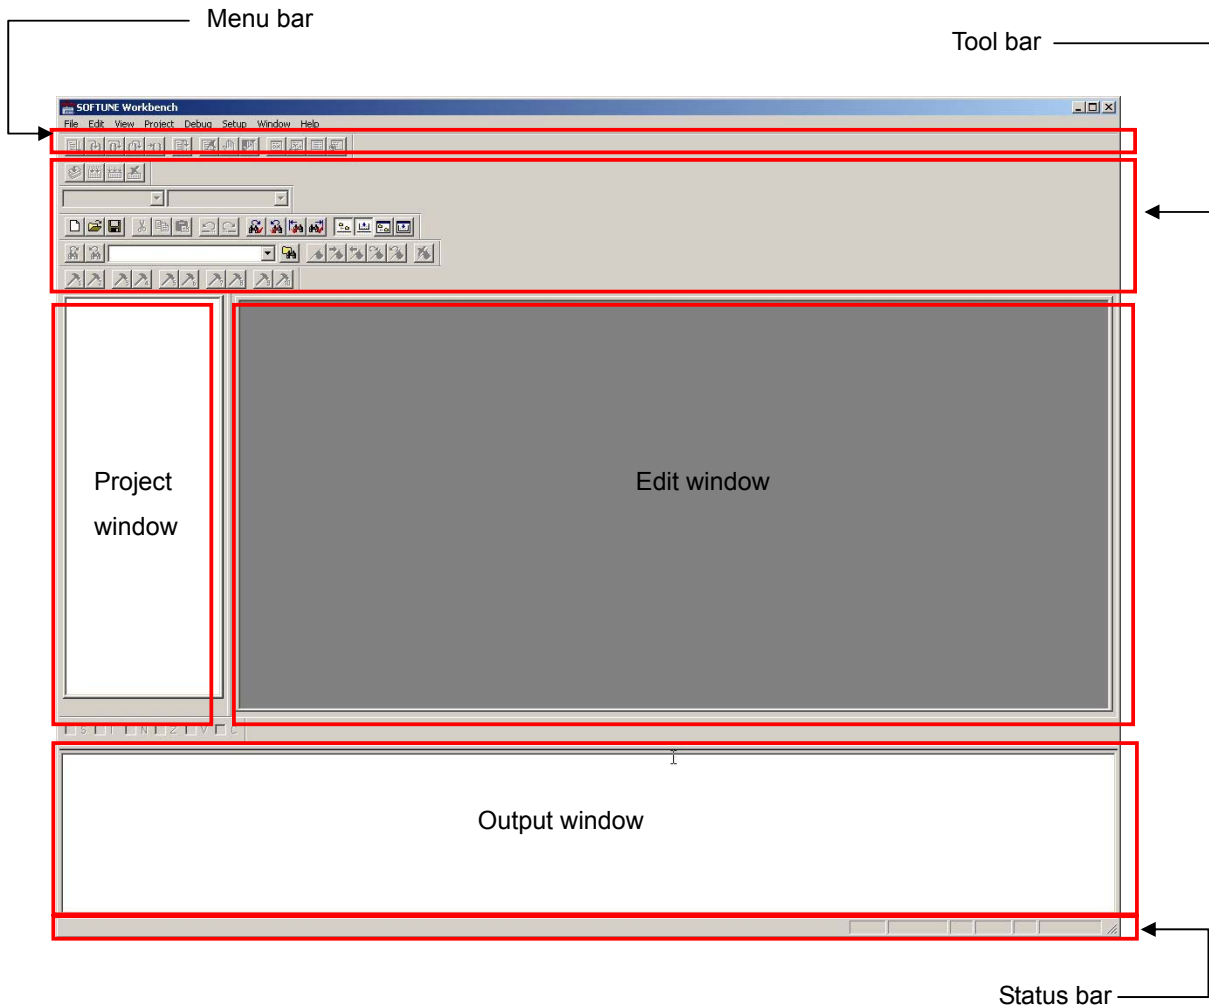 Menu bar
Tool bar
SOFTUNE Workbench
File Edit View Project Debug Setup Window Help
Project
window
Edit window
S I N Z V C
Output window
Status bar